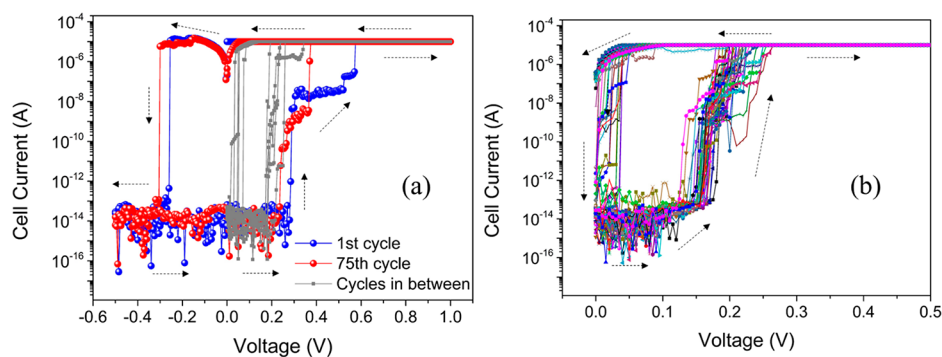 10⁻⁴
10⁻⁶
10⁻⁸
10⁻¹⁰
10⁻¹²
10⁻¹⁴
10⁻¹⁶
Cell Current (A)
(a)
1st cycle
75th cycle
Cycles in between
-0.6 -0.4 -0.2 0.0 0.2 0.4 0.6 0.8 1.0
Voltage (V)
10⁻⁴
10⁻⁶
10⁻⁸
10⁻¹⁰
10⁻¹²
10⁻¹⁴
10⁻¹⁶
Cell Current (A)
(b)
0.0 0.1 0.2 0.3 0.4 0.5
Voltage (V)